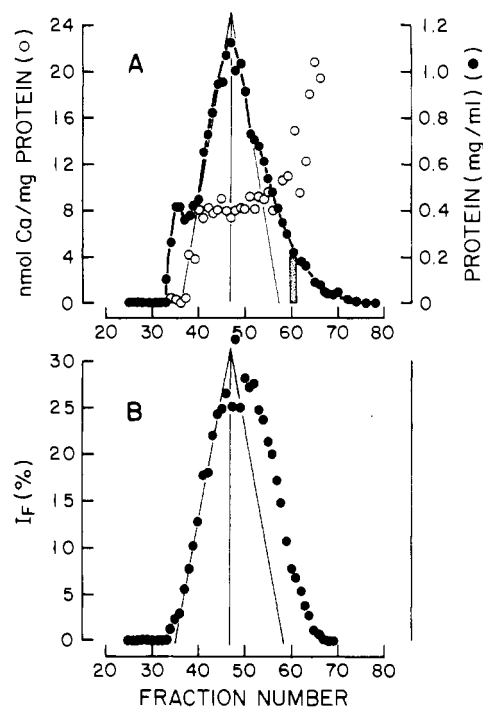 A
nmol Ca/mg PROTEIN (○)
24
20
16
12
8
4
0
PROTEIN (mg/ml) (●)
1.2
1.0
0.8
0.6
0.4
0.2
0
20 30 40 50 60 70 80
B
I_F (%)
30
25
20
15
10
5
0
20 30 40 50 60 70 80
FRACTION NUMBER